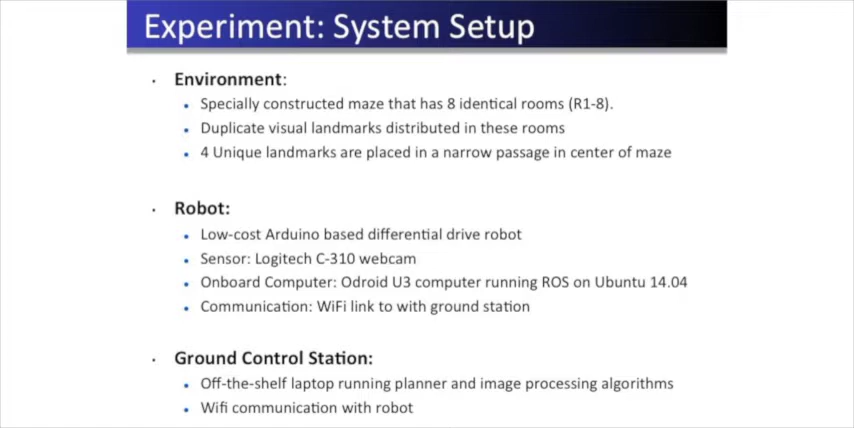 Experiment: System Setup
· Environment:
• Specially constructed maze that has 8 identical rooms (R1-8).
• Duplicate visual landmarks distributed in these rooms
• 4 Unique landmarks are placed in a narrow passage in center of maze
· Robot:
• Low-cost Arduino based differential drive robot
• Sensor: Logitech C-310 webcam
• Onboard Computer: Odroid U3 computer running ROS on Ubuntu 14.04
• Communication: WiFi link to with ground station
· Ground Control Station:
• Off-the-shelf laptop running planner and image processing algorithms
• Wifi communication with robot